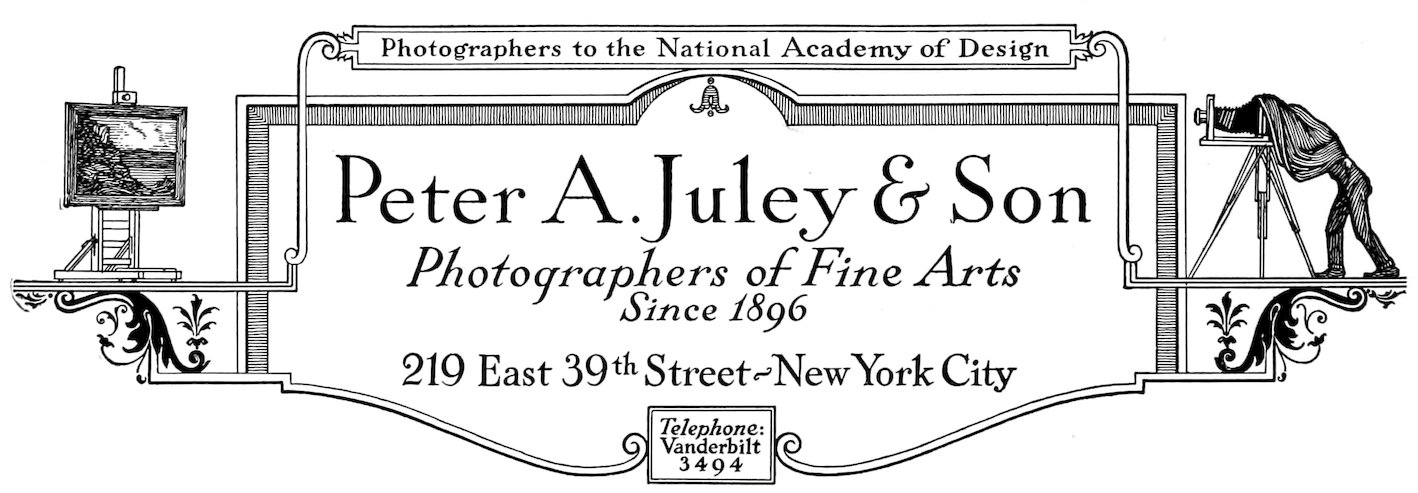 Photographers to the National Academy of Design
Peter A. Juley & Son
Photographers of Fine Arts
Since 1896
219 East 39th Street~New York City
Telephone:
Vanderbilt
3494